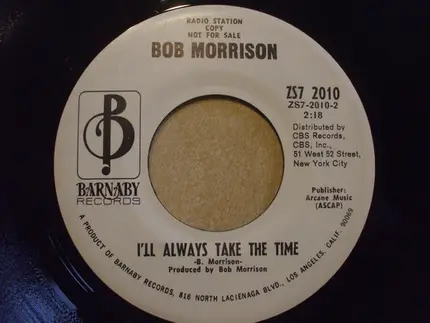 RADIO STATION
COPY
NOT FOR SALE
BOB MORRISON
ZS7 2010
ZS7-2010-2
2:18
Distributed by
CBS Records,
CBS, Inc.,
51 West 52 Street,
New York City
B
BARNABY
RECORDS
Publisher:
Arcane Music
(ASCAP)
I'LL ALWAYS TAKE THE TIME
-B. Morrison-
Produced by Bob Morrison
A PRODUCT OF BARNABY RECORDS, 816 NORTH LACIENAGA BLVD., LOS ANGELES, CALIF. 90069